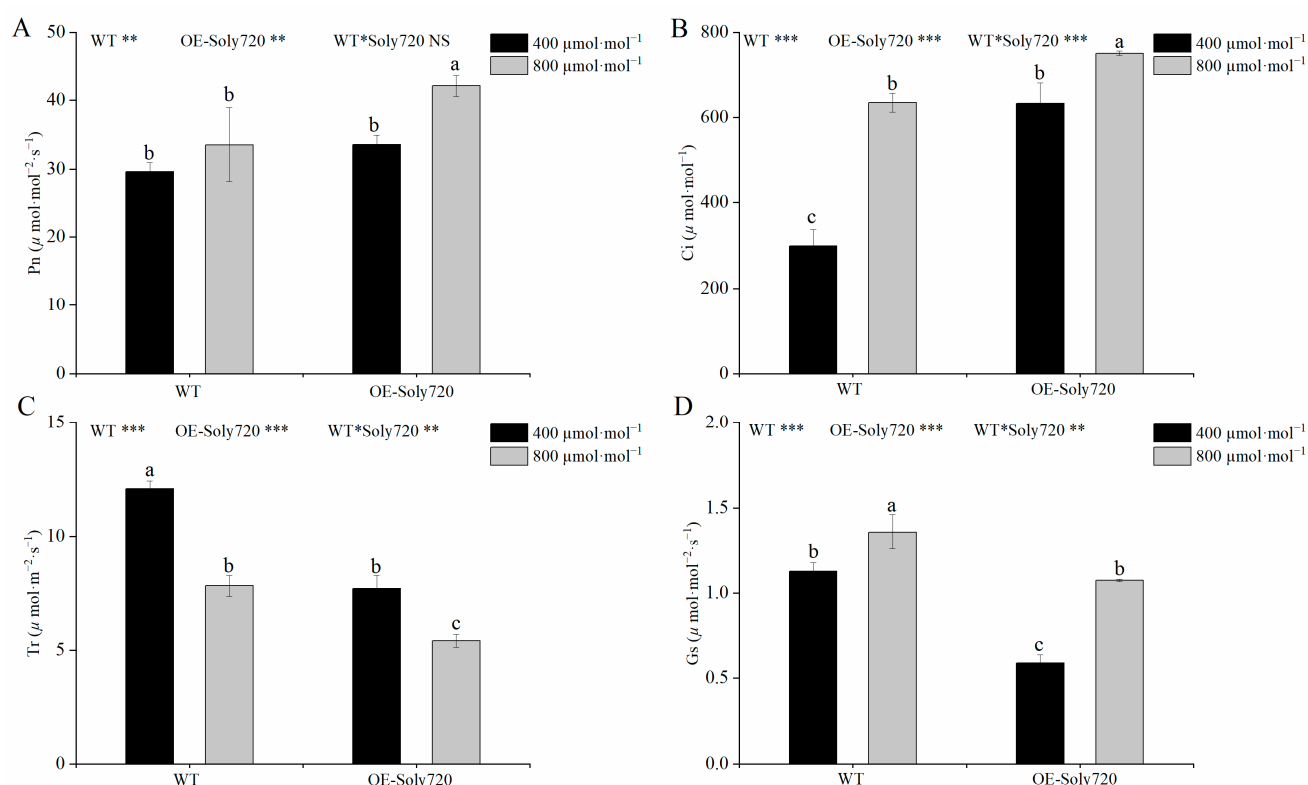 A
WT ** OE-Soly720 ** WT*Soly720 NS
400 µmol·mol⁻¹
800 µmol·mol⁻¹
Pn (µ mol·mol⁻²·s⁻¹)
50
40
30
20
10
0
b
b
b
a
WT
OE-Soly720
B
WT *** OE-Soly720 *** WT*Soly720 ***
400 µmol·mol⁻¹
800 µmol·mol⁻¹
Ci (µ mol·mol⁻¹)
800
600
400
200
0
c
b
b
a
WT
OE-Soly720
C
WT *** OE-Soly720 *** WT*Soly720 **
400 µmol·mol⁻¹
800 µmol·mol⁻¹
Tr (µ mol·m⁻²·s⁻¹)
15
10
5
0
a
b
b
c
WT
OE-Soly720
D
WT *** OE-Soly720 *** WT*Soly720 **
400 µmol·mol⁻¹
800 µmol·mol⁻¹
Gs (µ mol·mol⁻²·s⁻¹)
2.0
1.5
1.0
0.5
0.0
b
a
c
b
WT
OE-Soly720